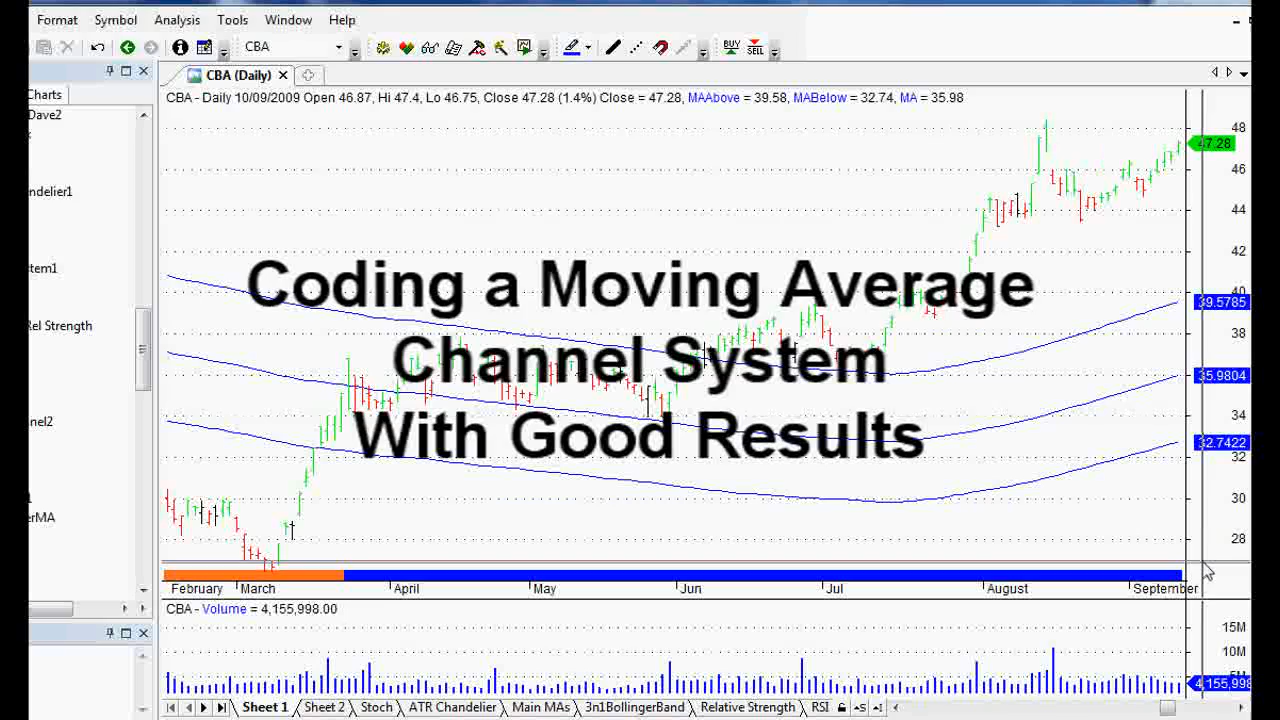 Format Symbol Analysis Tools Window Help
CBA
BUY SELL
CBA (Daily)
Charts
CBA - Daily 10/09/2009 Open 46.87, Hi 47.4, Lo 46.75, Close 47.28 (1.4%) Close = 47.28, MAAbove = 39.58, MABelow = 32.74, MA = 35.98
Dave2
48
47.28
46
ndelier1
44
42
tem1
Coding a Moving Average
40
39.5785
Rel Strength
38
Channel System
35.9804
34
nel2
With Good Results
32.7422
32
30
erMA
28
February March April May Jun Jul August September
CBA - Volume = 4,155,998.00
15M
10M
5M
4,155,998
Sheet 1 Sheet 2 Stoch ATR Chandelier Main MAs 3n1BollingerBand Relative Strength RSI